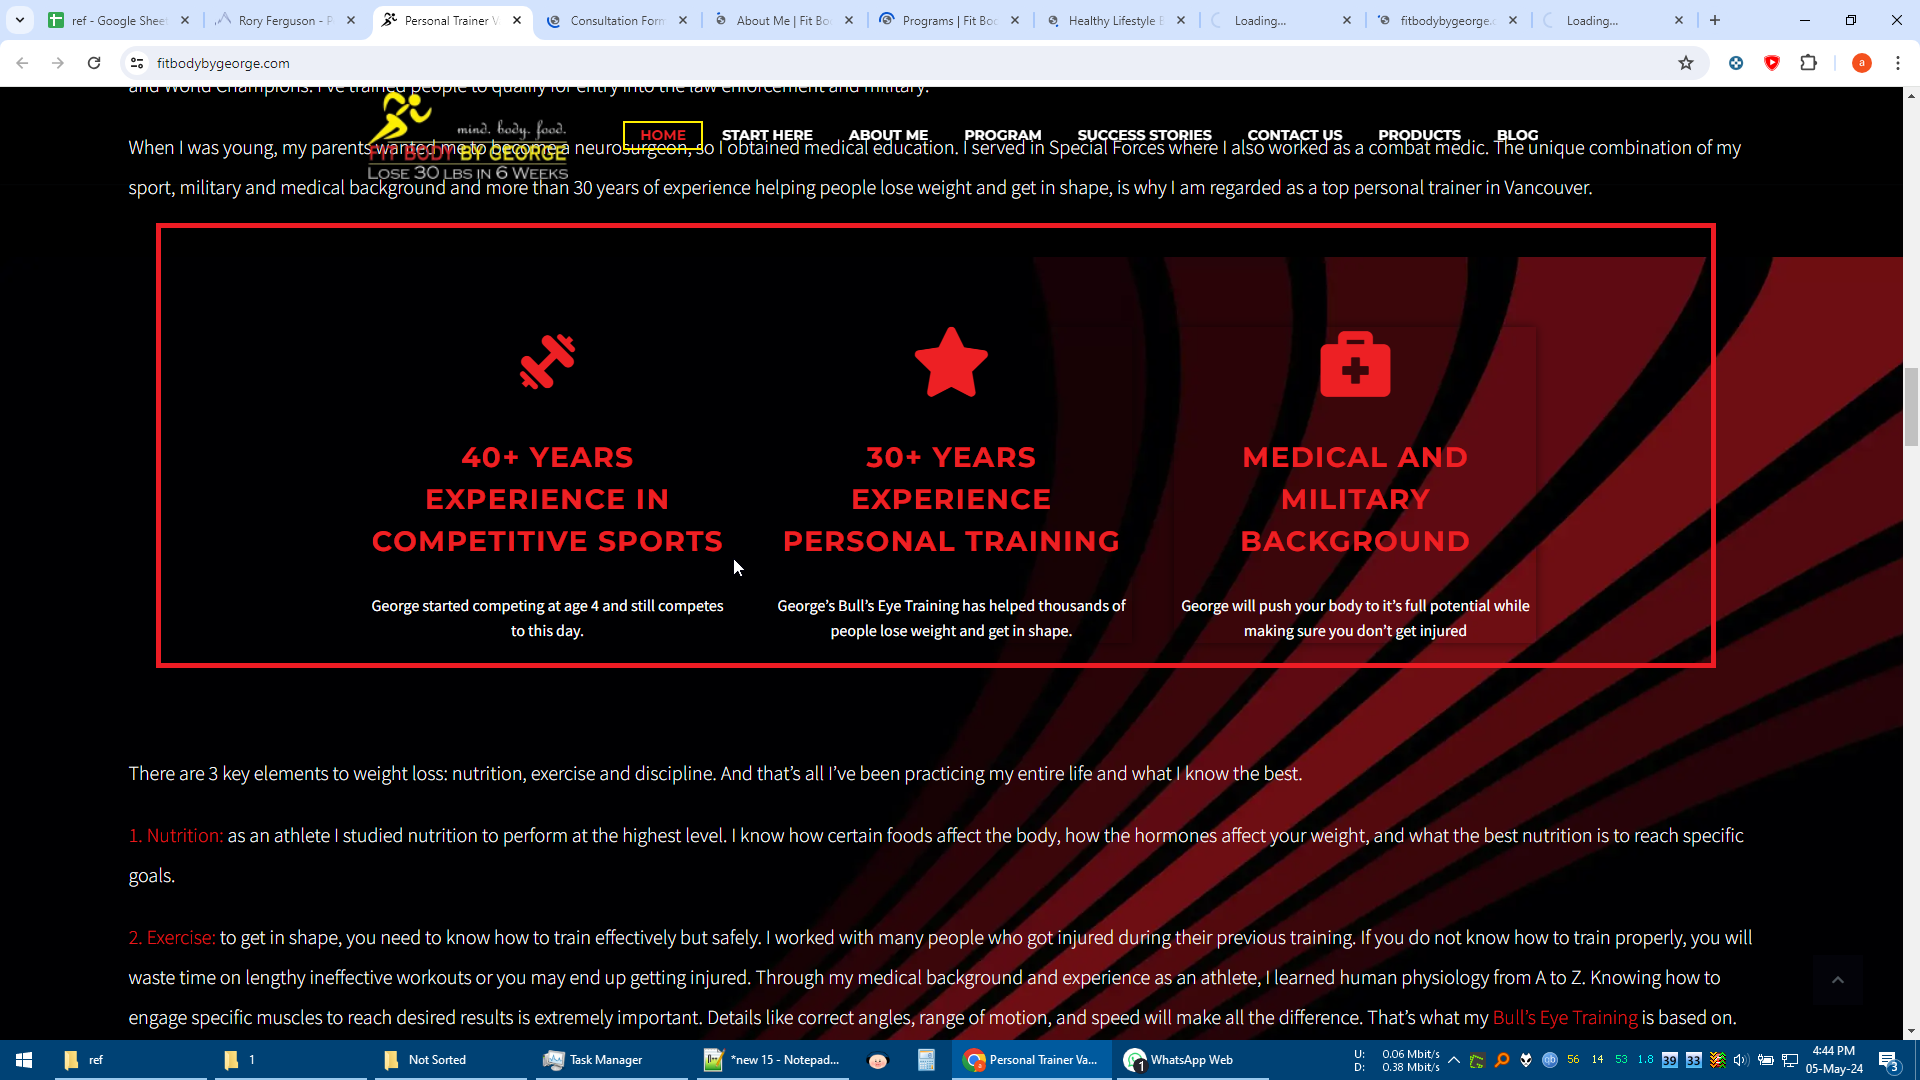 ref - Google Shee
Rory Ferguson - P
Personal Trainer V
Consultation Form
About Me | Fit Bo
Programs | Fit Boc
Healthy Lifestyle B
Loading...
fitbodybygeorge.c
Loading...
fitbodybygeorge.com
a
and World Champions. I've trained people to qualify for entry into the law enforcement and military.
mind. body. food.
FIT BODY BY GEORGE
LOSE 30 LBS IN 6 WEEKS
HOME START HERE ABOUT ME PROGRAM SUCCESS STORIES CONTACT US PRODUCTS BLOG
When I was young, my parents wanted me to become a neurosurgeon, so I obtained medical education. I served in Special Forces where I also worked as a combat medic. The unique combination of my
sport, military and medical background and more than 30 years of experience helping people lose weight and get in shape, is why I am regarded as a top personal trainer in Vancouver.
40+ YEARS
EXPERIENCE IN
COMPETITIVE SPORTS
George started competing at age 4 and still competes
to this day.
30+ YEARS
EXPERIENCE
PERSONAL TRAINING
George's Bull's Eye Training has helped thousands of
people lose weight and get in shape.
MEDICAL AND
MILITARY
BACKGROUND
George will push your body to it's full potential while
making sure you don't get injured
There are 3 key elements to weight loss: nutrition, exercise and discipline. And that's all I've been practicing my entire life and what I know the best.
1. Nutrition: as an athlete I studied nutrition to perform at the highest level. I know how certain foods affect the body, how the hormones affect your weight, and what the best nutrition is to reach specific
goals.
2. Exercise: to get in shape, you need to know how to train effectively but safely. I worked with many people who got injured during their previous training. If you do not know how to train properly, you will
waste time on lengthy ineffective workouts or you may end up getting injured. Through my medical background and experience as an athlete, I learned human physiology from A to Z. Knowing how to
engage specific muscles to reach desired results is extremely important. Details like correct angles, range of motion, and speed will make all the difference. That's what my Bull's Eye Training is based on.
ref
1
Not Sorted
Task Manager
*new 15 - Notepad...
Personal Trainer Va...
1
WhatsApp Web
U: 0.06 Mbit/s
D: 0.38 Mbit/s
56 14 53 1.8 39 33
4:44 PM
05-May-24
3